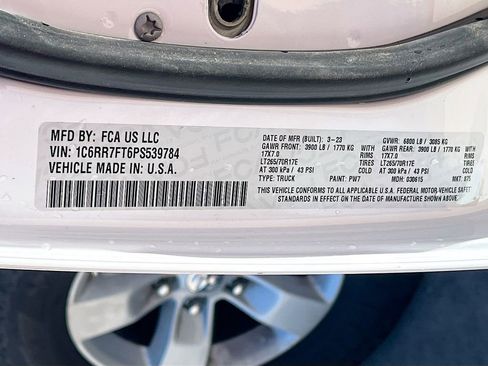 MFD BY: FCA US LLC
VIN: 1C6RR7FT6PS539784
VEHICLE MADE IN: U.S.A.
DATE OF MFR (BUILT): 3-23 GVWR: 6800 LB / 3085 KG
GAWR FRONT: 3900 LB / 1770 KG WITH GAWR REAR: 3900 LB / 1770 KG WITH
17X7.0 RIMS 17X7.0 RIMS
LT265/70R17E TIRES LT265/70R17E TIRES
AT 300 kPa / 43 PSI COLD AT 300 kPa / 43 PSI COLD
TYPE: TRUCK PAINT: PW7 MDH: 030615 MKT: 875
THIS VEHICLE CONFORMS TO ALL APPLICABLE U.S.A. FEDERAL MOTOR VEHICLE SAFETY
STANDARDS IN EFFECT ON THE DATE OF MANUFACTURE SHOWN ABOVE.